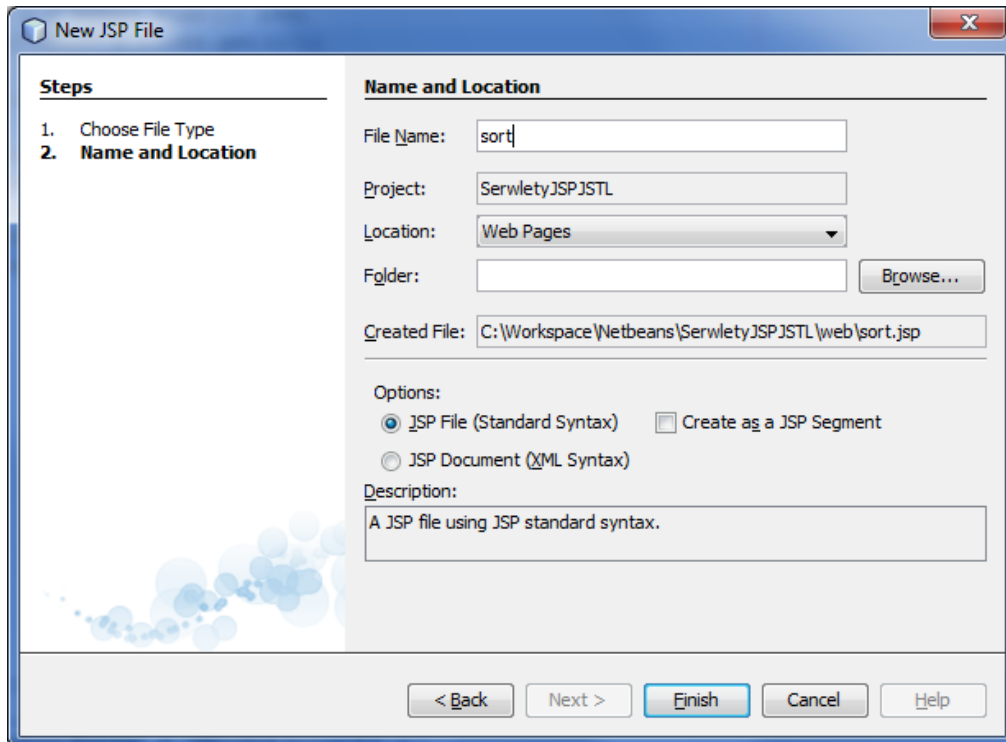 New JSP File
Steps
1. Choose File Type
2. Name and Location
Name and Location
File Name: sort
Project: SerwletyJSPJSTL
Location: Web Pages
Folder: Browse...
Created File: C:\Workspace\Netbeans\SerwletyJSPJSTL\web\sort.jsp
Options:
JSP File (Standard Syntax) Create as a JSP Segment
JSP Document (XML Syntax)
Description:
A JSP file using JSP standard syntax.
< Back Next > Finish Cancel Help